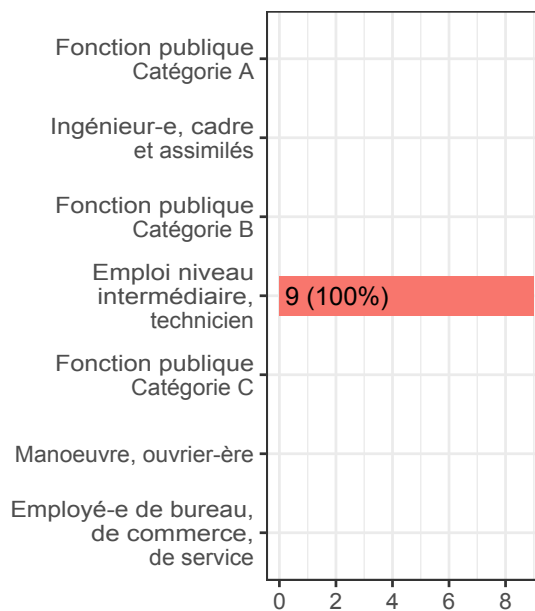 Fonction publique
Catégorie A
Ingénieur-e, cadre
et assimilés
Fonction publique
Catégorie B
Emploi niveau
intermédiaire,
technicien
9 (100%)
Fonction publique
Catégorie C
Manoeuvre, ouvrier-ère
Employé-e de bureau,
de commerce,
de service
0 2 4 6 8